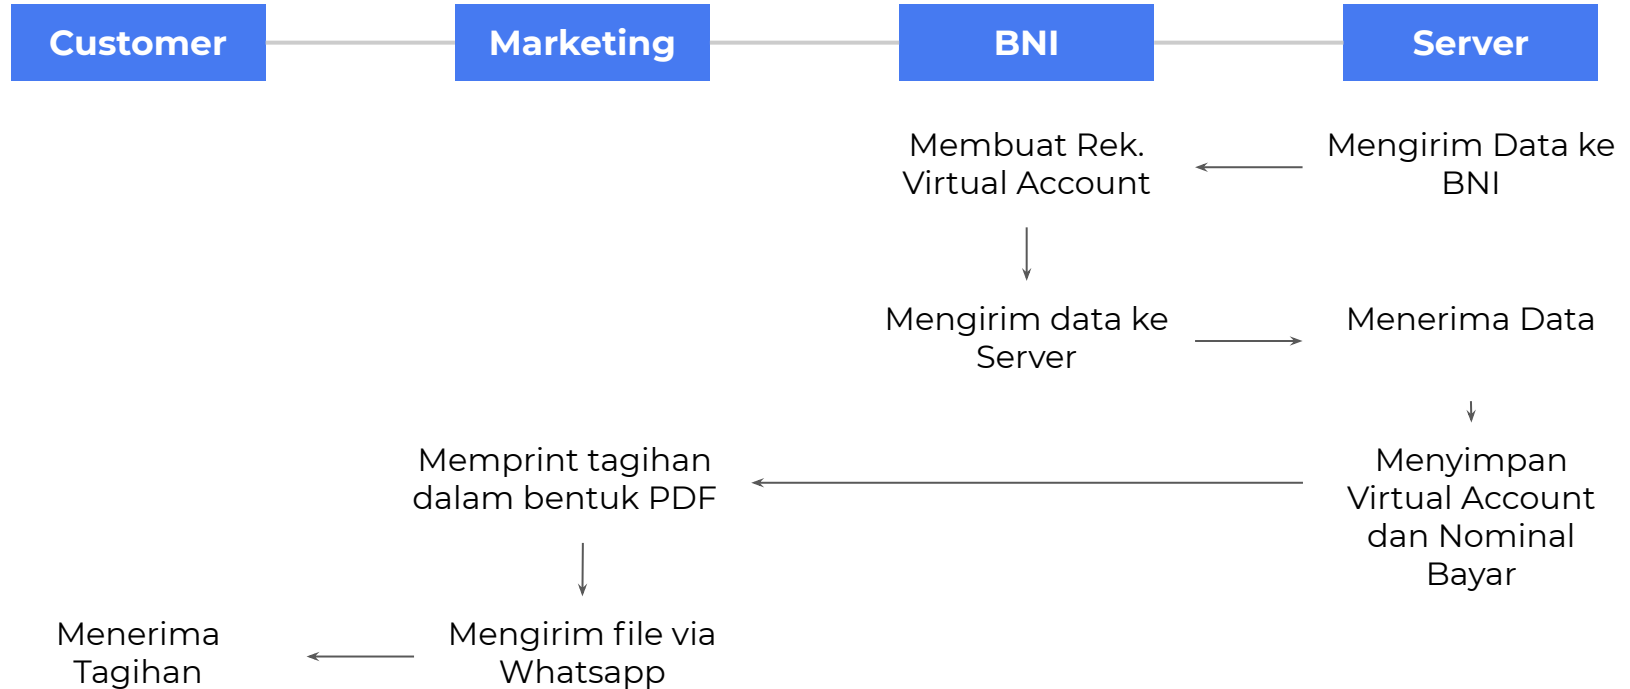 Customer
Marketing
BNI
Server
Membuat Rek.
Virtual Account
Mengirim Data ke
BNI
Mengirim data ke
Server
Menerima Data
Memprint tagihan
dalam bentuk PDF
Menyimpan
Virtual Account
dan Nominal
Bayar
Menerima
Tagihan
Mengirim file via
Whatsapp